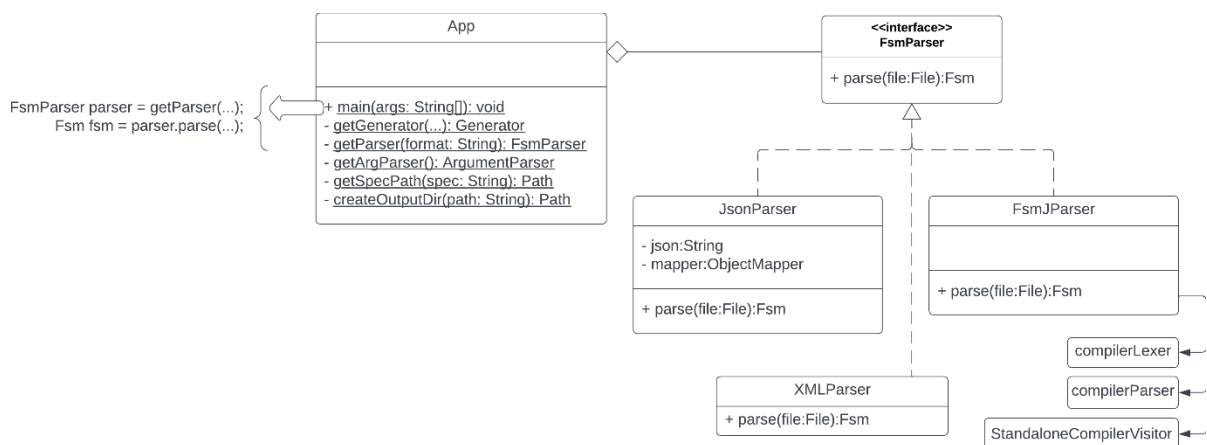 App
<<interface>>
FsmParser
+ parse(file:File):Fsm
FsmParser parser = getParser(...);
Fsm fsm = parser.parse(...);
+ main(args: String[]): void
- getGenerator(...): Generator
- getParser(format: String): FsmParser
- getArgParser(): ArgumentParser
- getSpecPath(spec: String): Path
- createOutputDir(path: String): Path
JsonParser
- json:String
- mapper:ObjectMapper
+ parse(file:File):Fsm
FsmJParser
+ parse(file:File):Fsm
compilerLexer
compilerParser
StandaloneCompilerVisitor
XMLParser
+ parse(file:File):Fsm